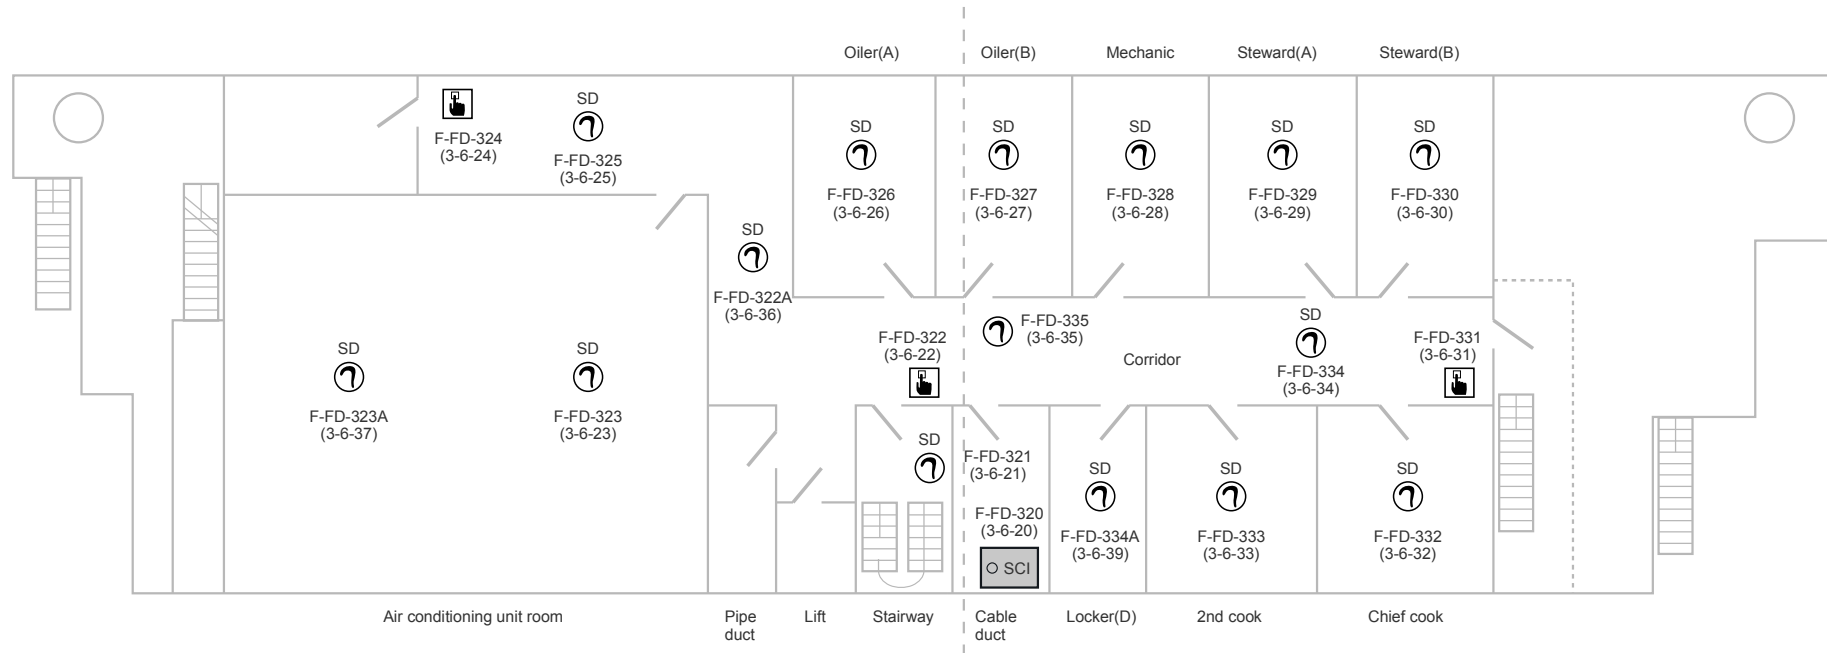 Oiler(A)
Oiler(B)
Mechanic
Steward(A)
Steward(B)
F-FD-324
(3-6-24)
SD
F-FD-325
(3-6-25)
SD
F-FD-326
(3-6-26)
SD
F-FD-327
(3-6-27)
SD
F-FD-328
(3-6-28)
SD
F-FD-329
(3-6-29)
SD
F-FD-330
(3-6-30)
SD
F-FD-322A
(3-6-36)
F-FD-322
(3-6-22)
F-FD-335
(3-6-35)
Corridor
SD
F-FD-334
(3-6-34)
F-FD-331
(3-6-31)
SD
F-FD-323A
(3-6-37)
SD
F-FD-323
(3-6-23)
SD
F-FD-321
(3-6-21)
F-FD-320
(3-6-20)
SCI
SD
F-FD-334A
(3-6-39)
SD
F-FD-333
(3-6-33)
SD
F-FD-332
(3-6-32)
Air conditioning unit room
Pipe
duct
Lift
Stairway
Cable
duct
Locker(D)
2nd cook
Chief cook